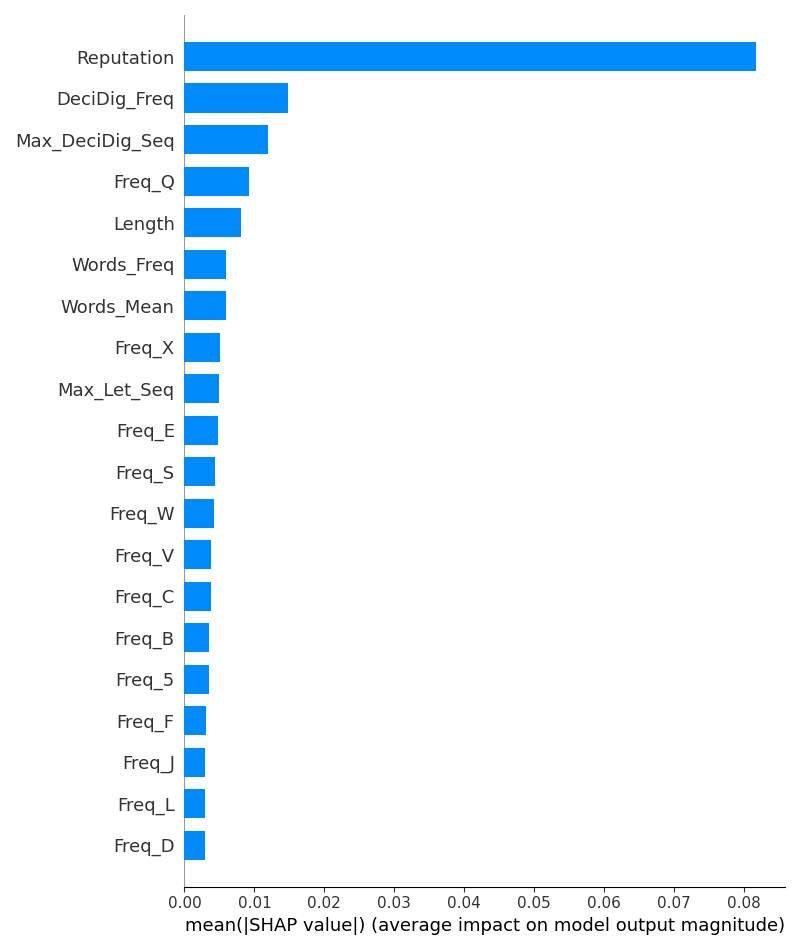 Reputation
DeciDig_Freq
Max_DeciDig_Seq
Freq_Q
Length
Words_Freq
Words_Mean
Freq_X
Max_Let_Seq
Freq_E
Freq_S
Freq_W
Freq_V
Freq_C
Freq_B
Freq_5
Freq_F
Freq_J
Freq_L
Freq_D
0.00 0.01 0.02 0.03 0.04 0.05 0.06 0.07 0.08
mean(|SHAP value|) (average impact on model output magnitude)